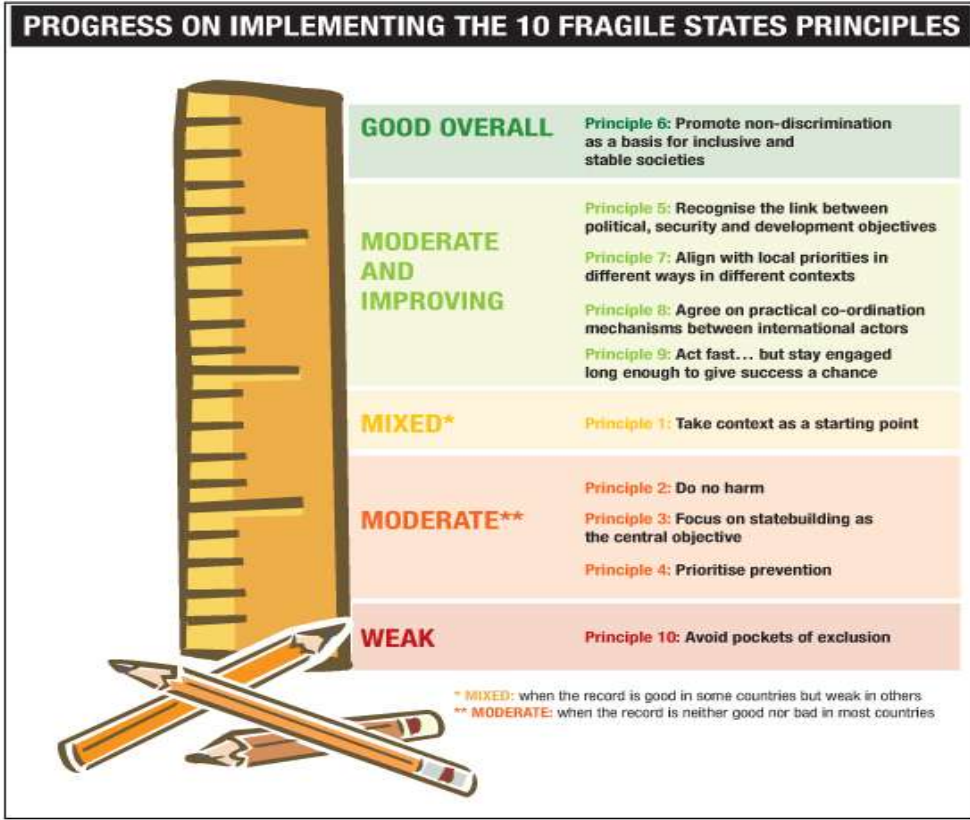 PROGRESS ON IMPLEMENTING THE 10 FRAGILE STATES PRINCIPLES
GOOD OVERALL
Principle 6: Promote non-discrimination
as a basis for inclusive and
stable societies
MODERATE
AND
IMPROVING
Principle 5: Recognise the link between
political, security and development objectives
Principle 7: Align with local priorities in
different ways in different contexts
Principle 8: Agree on practical co-ordination
mechanisms between international actors
Principle 9: Act fast... but stay engaged
long enough to give success a chance
MIXED*
Principle 1: Take context as a starting point
MODERATE**
Principle 2: Do no harm
Principle 3: Focus on statebuilding as
the central objective
Principle 4: Prioritise prevention
WEAK
Principle 10: Avoid pockets of exclusion
* MIXED: when the record is good in some countries but weak in others
** MODERATE: when the record is neither good nor bad in most countries